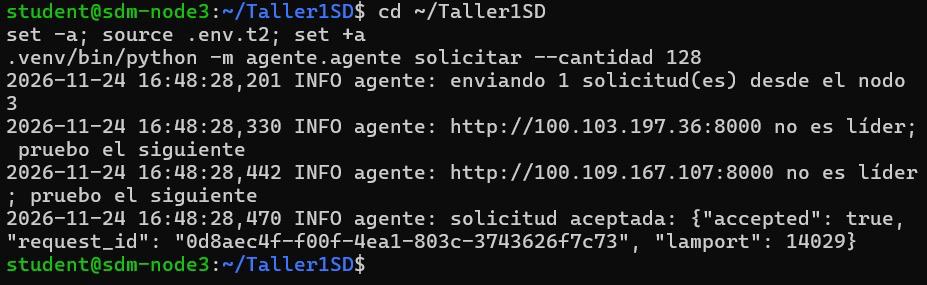 student@sdm-node3:~/Taller1SD$ cd ~/Taller1SD
set -a; source .env.t2; set +a
.venv/bin/python -m agente.agente solicitar --cantidad 128
2026-11-24 16:48:28,201 INFO agente: enviando 1 solicitud(es) desde el nodo
3
2026-11-24 16:48:28,330 INFO agente: http://100.103.197.36:8000 no es líder;
 pruebo el siguiente
2026-11-24 16:48:28,442 INFO agente: http://100.109.167.107:8000 no es líder
; pruebo el siguiente
2026-11-24 16:48:28,470 INFO agente: solicitud aceptada: {"accepted": true,
"request_id": "0d8aec4f-f00f-4ea1-803c-3743626f7c73", "lamport": 14029}
student@sdm-node3:~/Taller1SD$